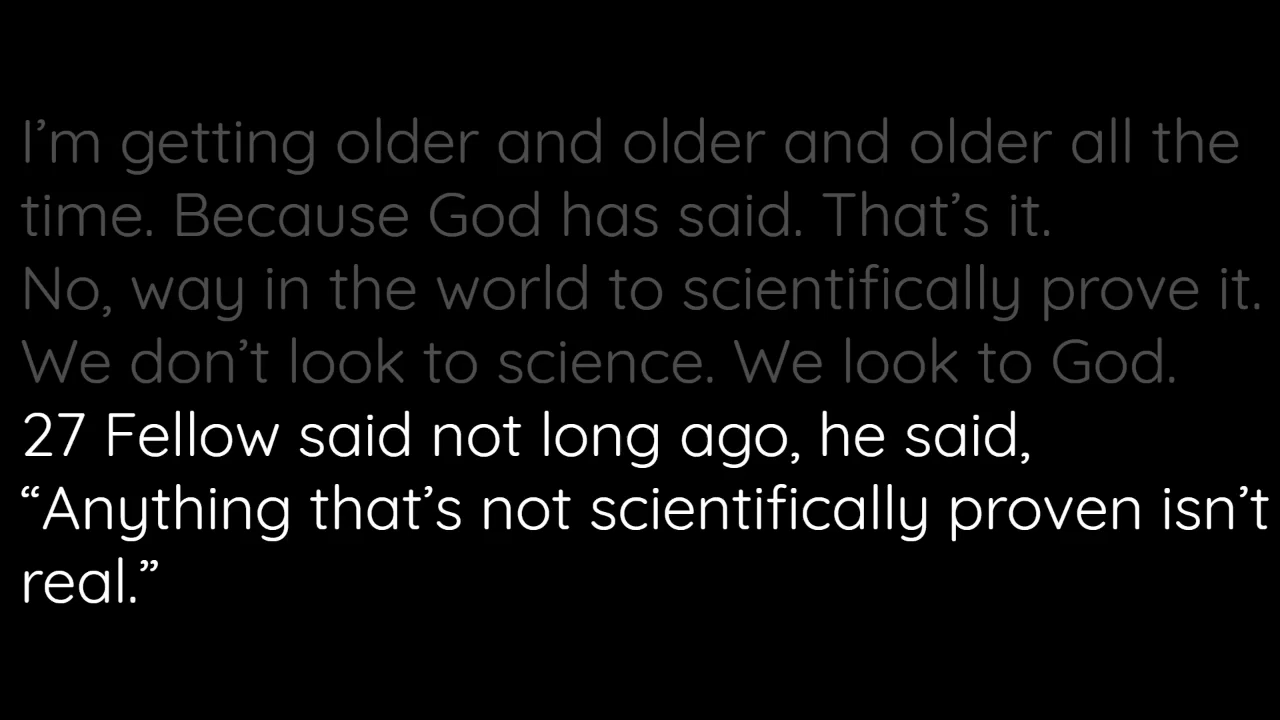 I’m getting older and older and older all the
time. Because God has said. That’s it.
No, way in the world to scientifically prove it.
We don’t look to science. We look to God.
27 Fellow said not long ago, he said,
“Anything that’s not scientifically proven isn’t
real.”